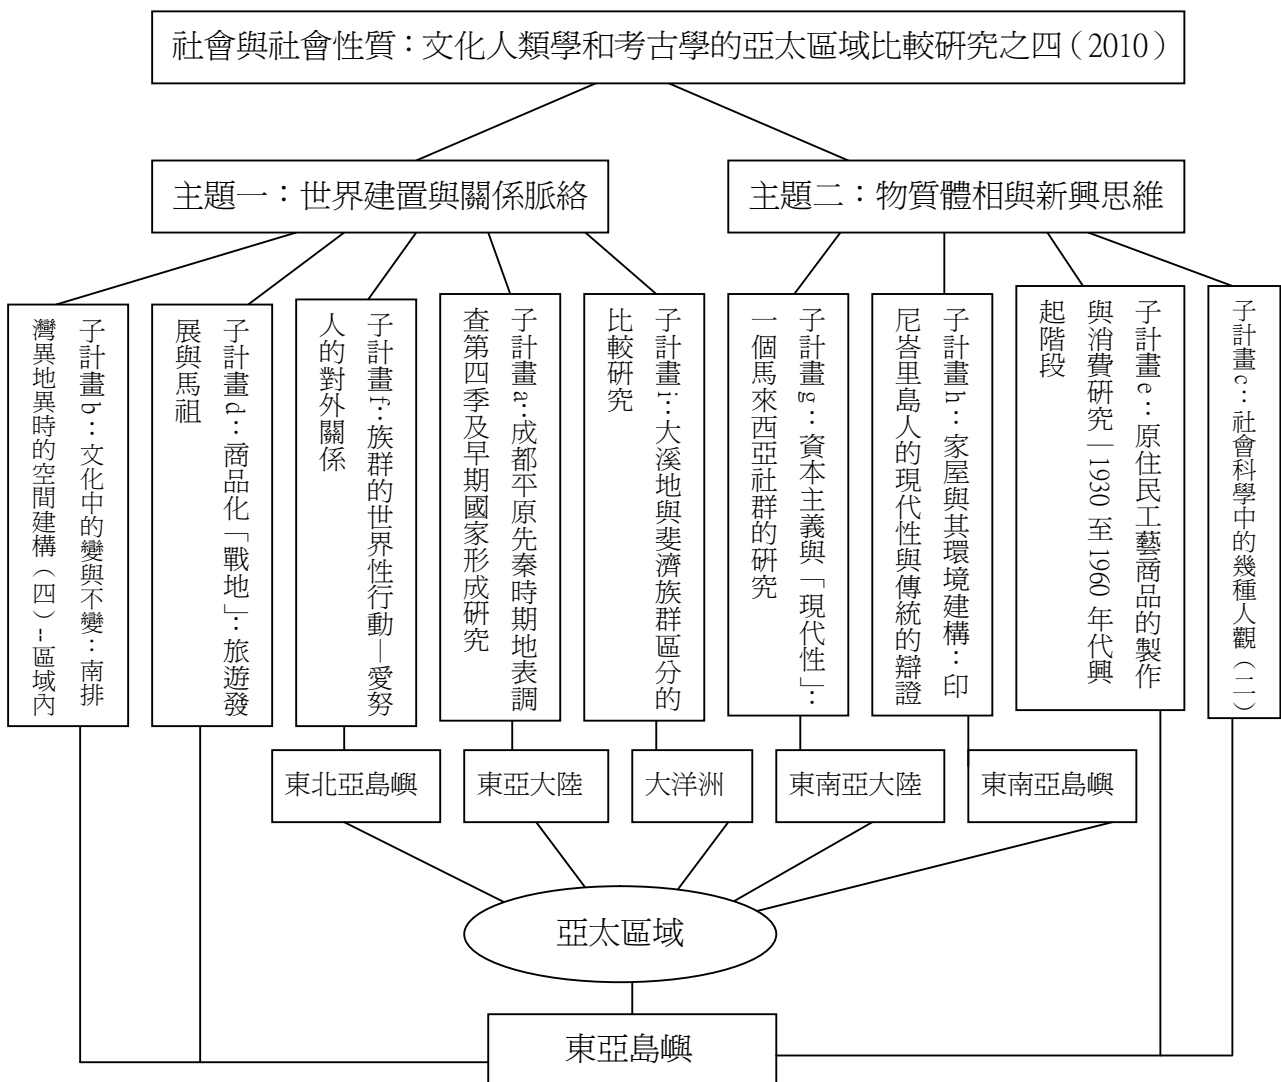 社會與社會性質：文化人類學和考古學的亞太區域比較研究之四（2010）
主題一：世界建置與關係脈絡
主題二：物質體相與新興思維
子計畫b：文化中的變與不變：南排
灣異地異時的空間建構（四）--區域內
子計畫d：商品化「戰地」：旅遊發
展與馬祖
子計畫f：族群的世界性行動—愛努
人的對外關係
子計畫a：成都平原先秦時期地表調
查第四季及早期國家形成研究
子計畫i：大溪地與斐濟族群區分的
比較研究
子計畫g：資本主義與「現代性」：
一個馬來西亞社群的研究
子計畫h：家屋與其環境建構：印
尼峇里島人的現代性與傳統的辯證
子計畫e：原住民工藝商品的製作
與消費研究—1930 至 1960 年代興
起階段
子計畫c：社會科學中的幾種人觀（二）
東北亞島嶼
東亞大陸
大洋洲
東南亞大陸
東南亞島嶼
亞太區域
東亞島嶼